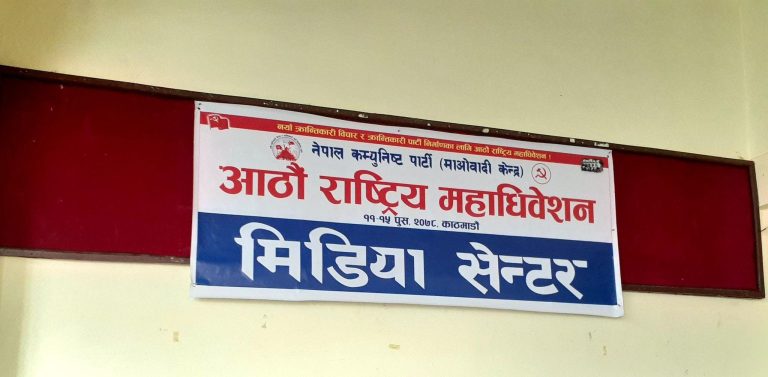 नयाँ क्रान्तिकारी विचार र क्रान्तिकारी पार्टी निर्माणका लागि आठौं राष्ट्रिय महाधिवेशन !
नेपाल कम्युनिष्ट पार्टी (माओवादी केन्द्र)
आठौं राष्ट्रिय महाधिवेशन
११-१५ पुस, २०७८, काठमाडौं
मिडिया सेन्टर